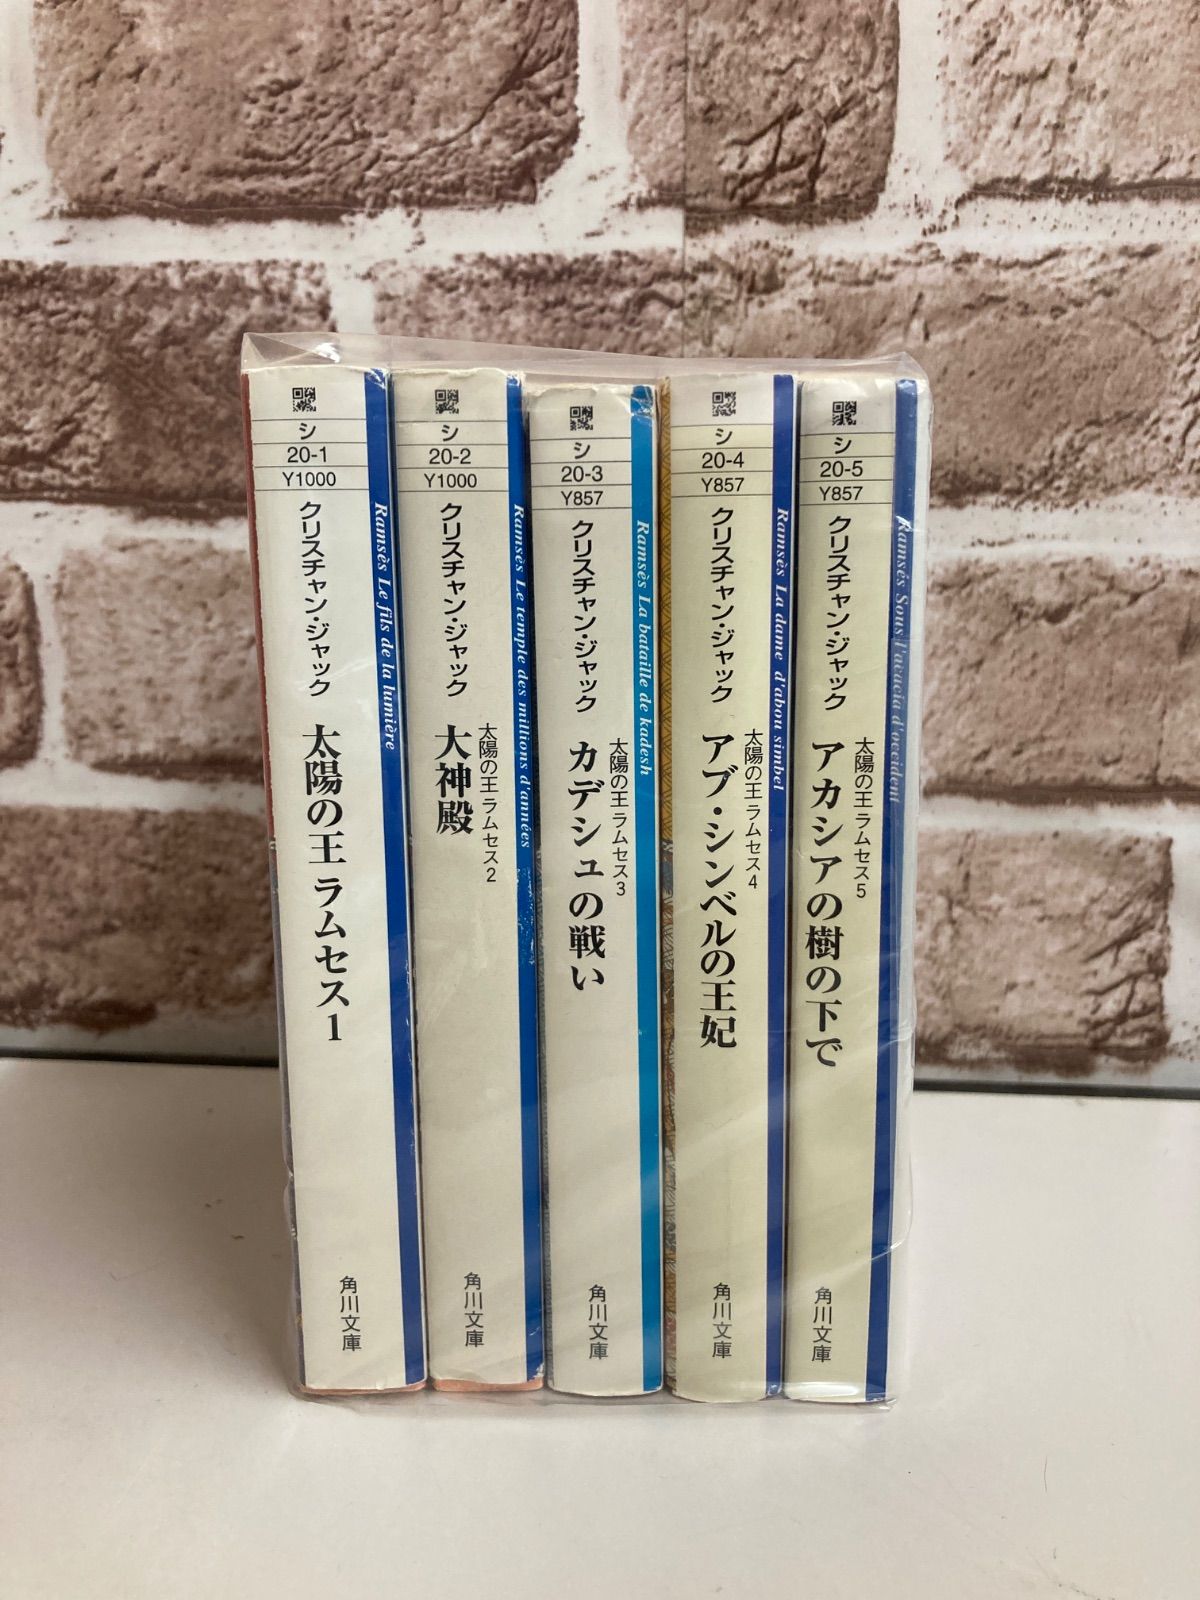 シ
20-1
Y1000
クリスチャン・ジャック
太陽の王 ラムセス1
Ramsès Le fils de la lumière
角川文庫
シ
20-2
Y1000
クリスチャン・ジャック
太陽の王 ラムセス2
大神殿
Ramsès Le temple des millions d'années
角川文庫
シ
20-3
Y857
クリスチャン・ジャック
太陽の王 ラムセス3
カデシュの戦い
Ramsès La bataille de kadesh
角川文庫
シ
20-4
Y857
クリスチャン・ジャック
太陽の王 ラムセス4
アブ・シンベルの王妃
Ramsès La dame d'abou simbel
角川文庫
シ
20-5
Y857
クリスチャン・ジャック
太陽の王 ラムセス5
アカシアの樹の下で
Ramsès Sous l'acacia d'occident
角川文庫